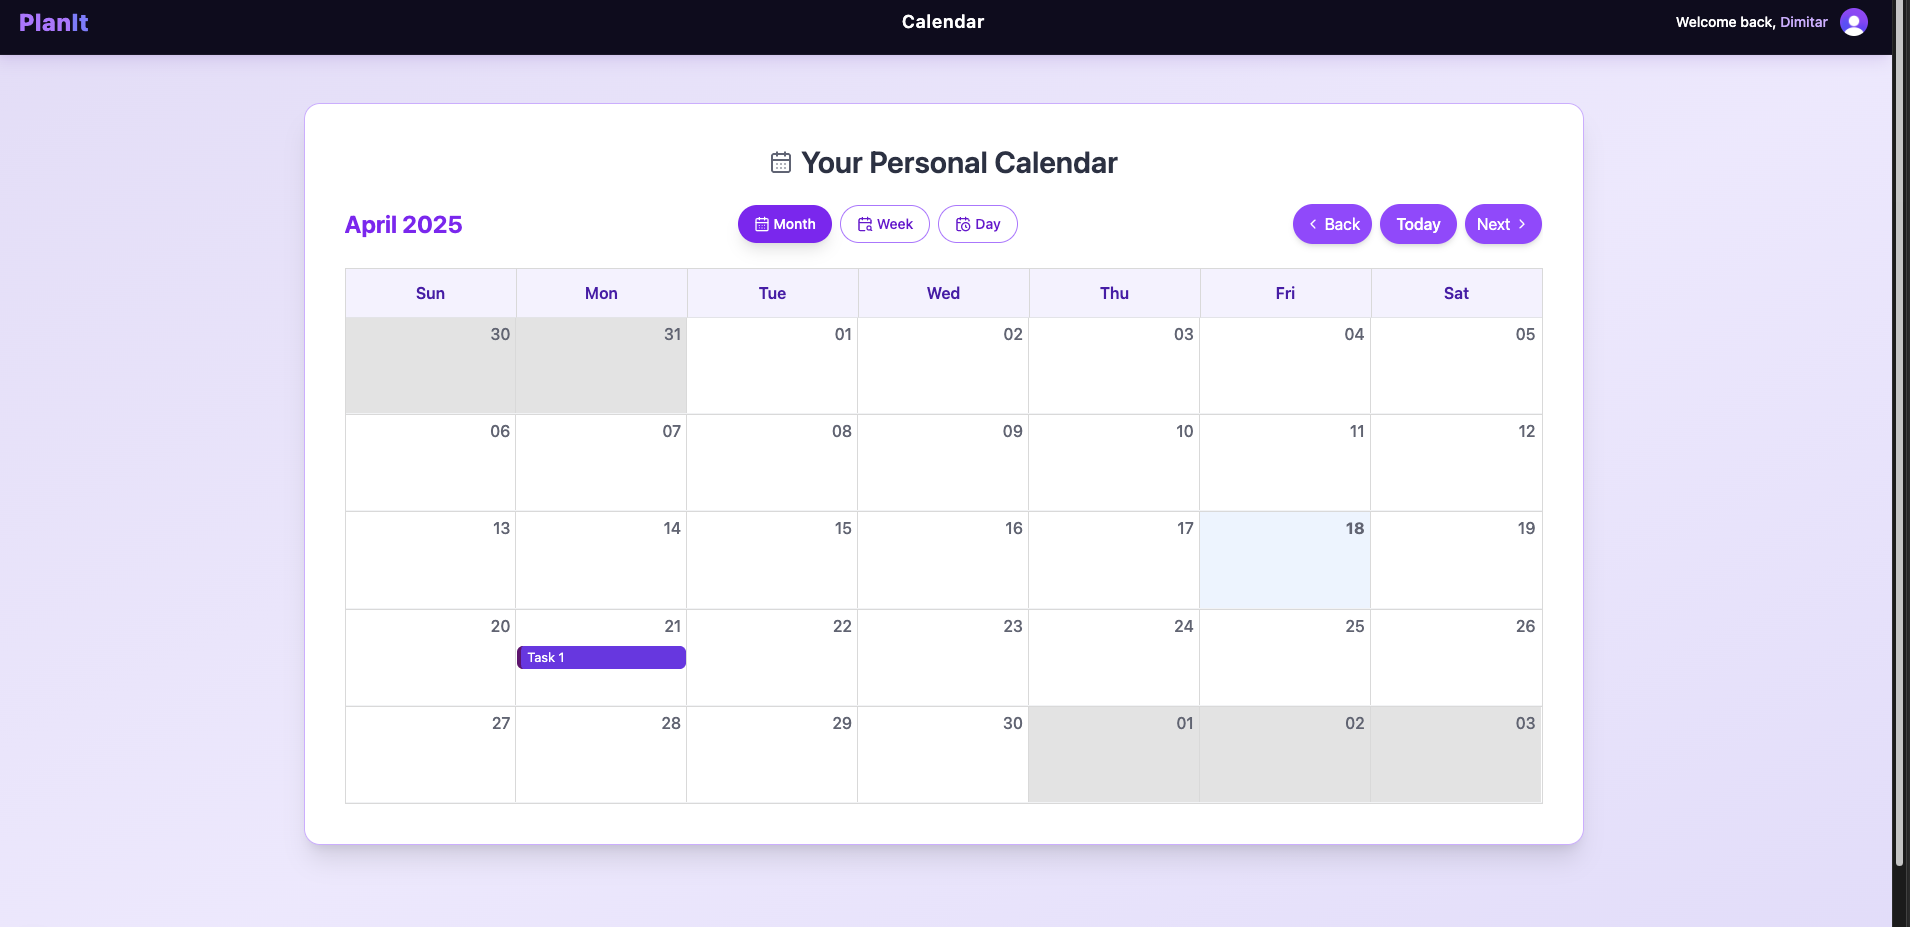 PlanIt
Calendar
Welcome back, Dimitar
Your Personal Calendar
April 2025
Month Week Day
Back Today Next
Sun Mon Tue Wed Thu Fri Sat
30 31 01 02 03 04 05
06 07 08 09 10 11 12
13 14 15 16 17 18 19
20 21 22 23 24 25 26
Task 1
27 28 29 30 01 02 03